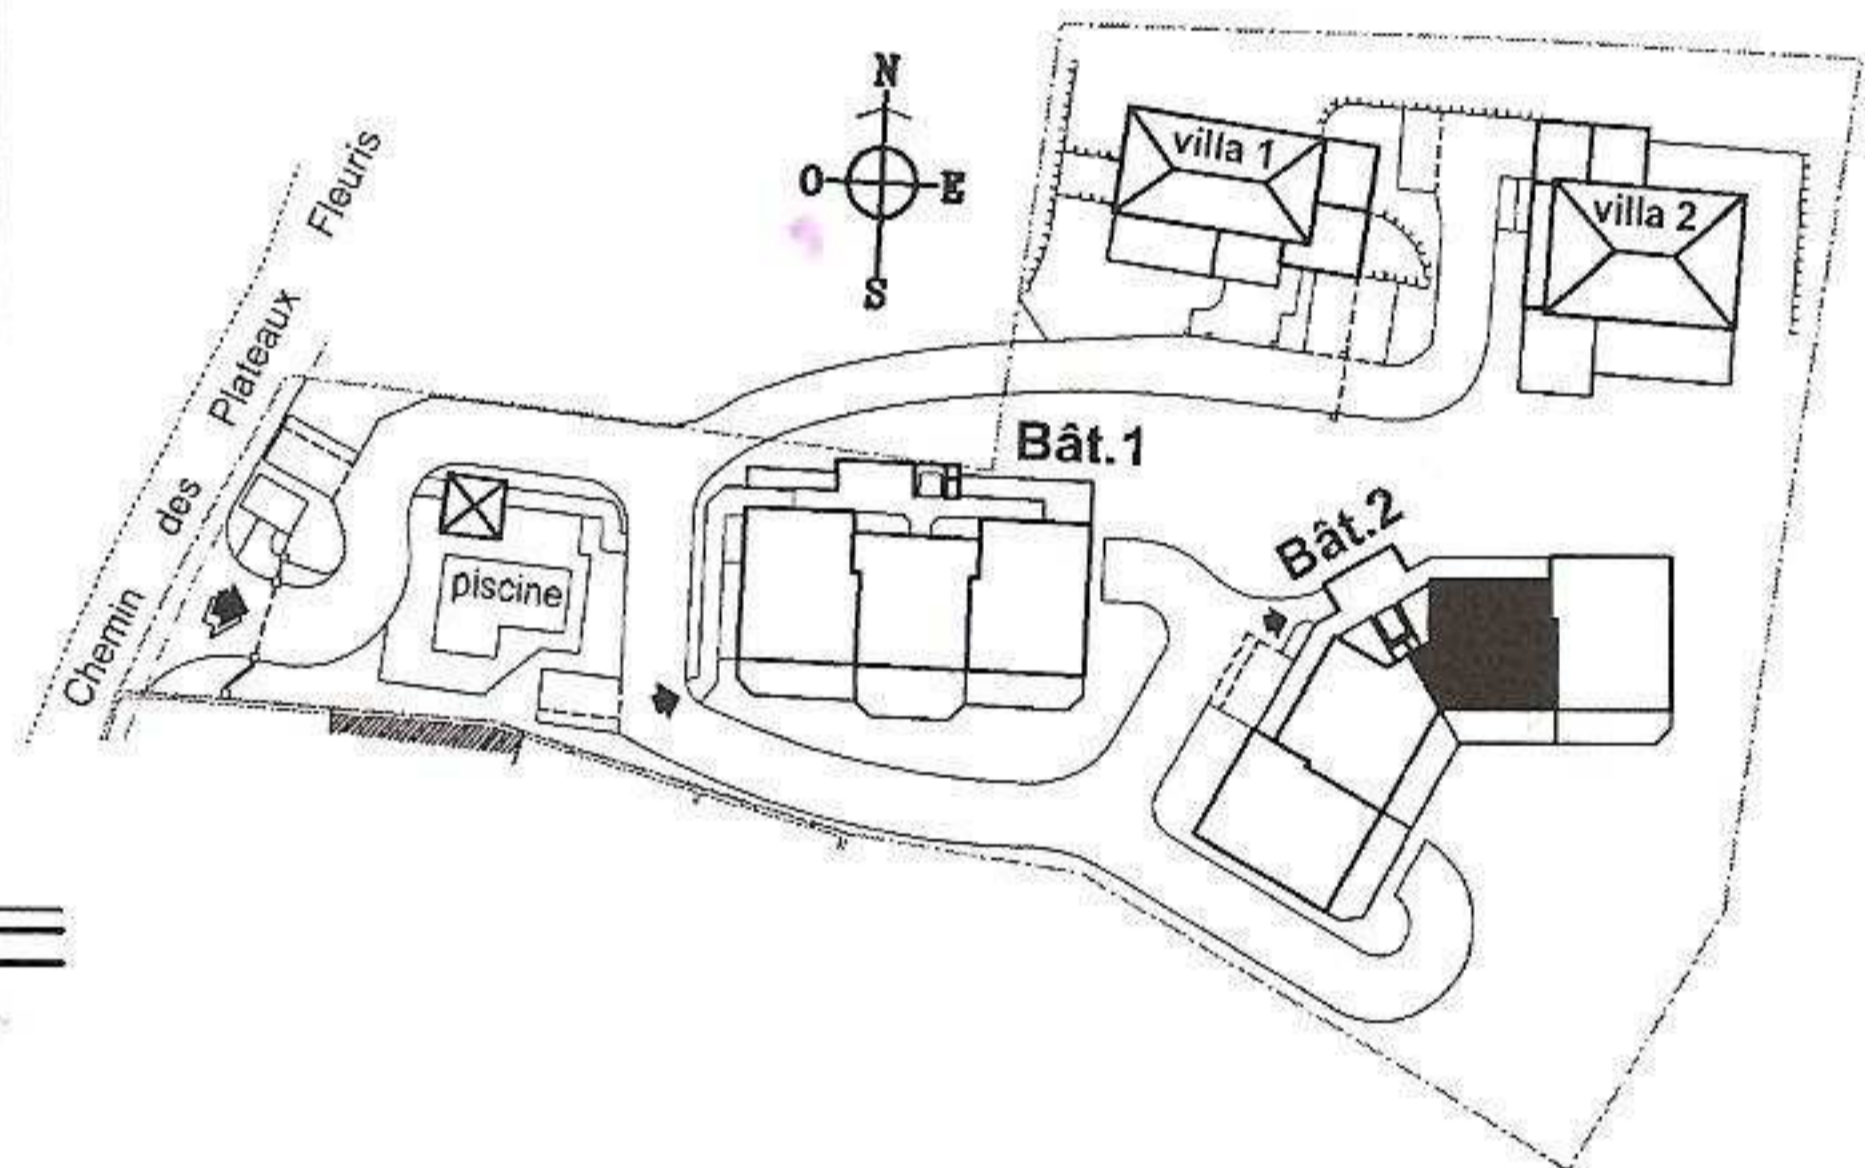 N
O E
S
villa 1
villa 2
Chemin des Plateaux Fleuris
Bât.1
Bât.2
piscine